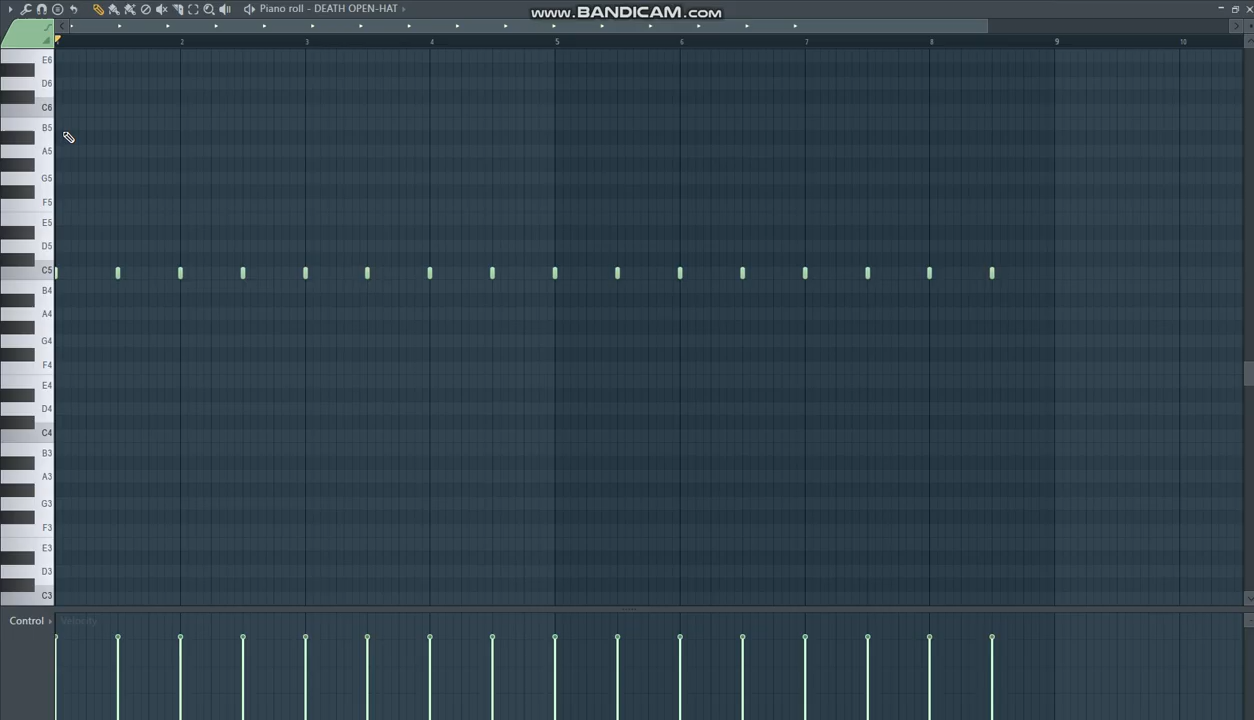 Piano roll - DEATH OPEN-HAT
www.BANDICAM.com
1 2 3 4 5 6 7 8 9 10
E6
D6
C6
B5
A5
G5
F5
E5
D5
C5
B4
A4
G4
F4
E4
D4
C4
B3
A3
G3
F3
E3
D3
C3
Control Velocity